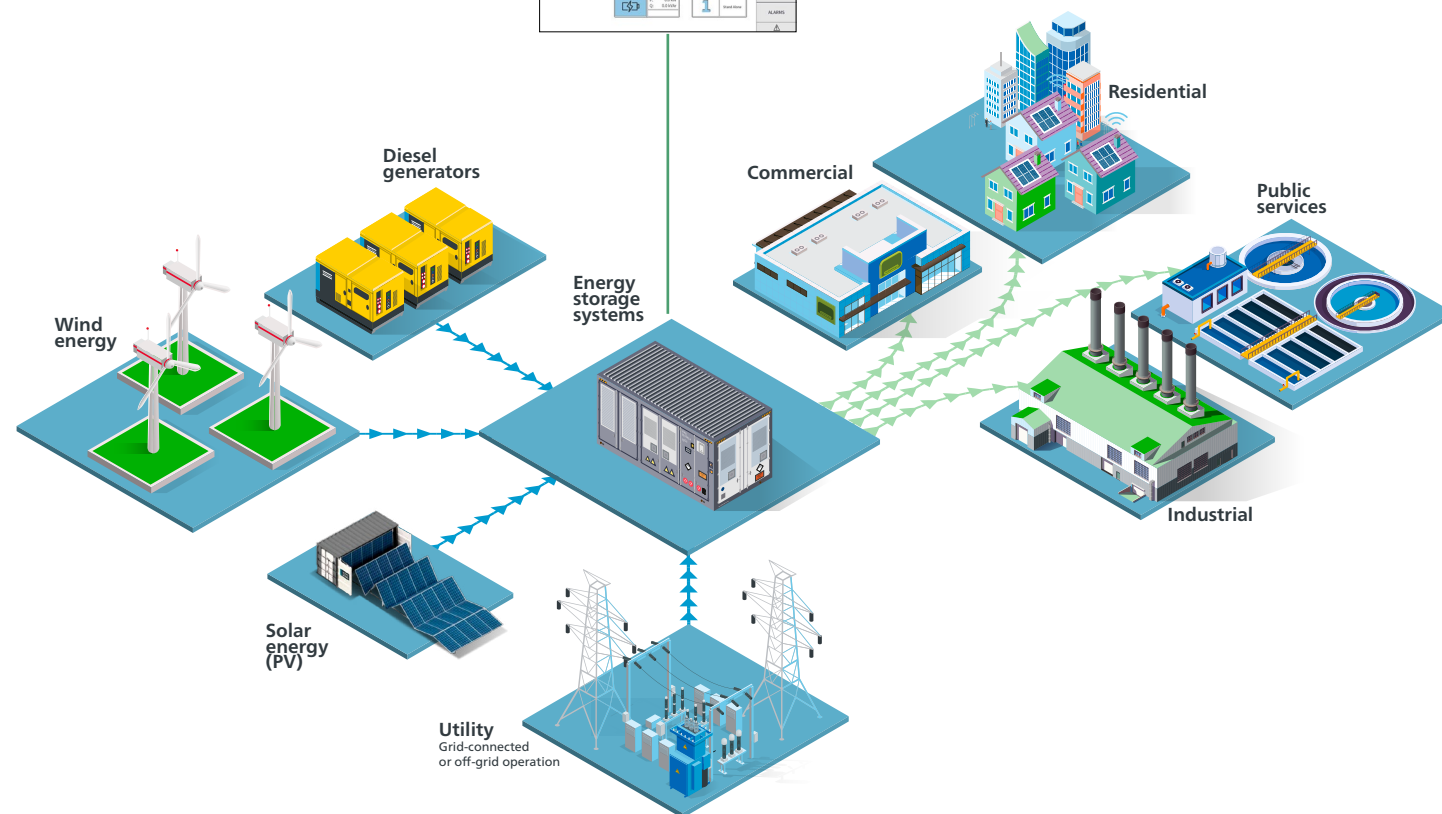 ALARMS
Residential
Diesel
generators
Commercial
Public
services
Energy
storage
systems
Wind
energy
Industrial
Solar
energy
(PV)
Utility
Grid-connected
or off-grid operation